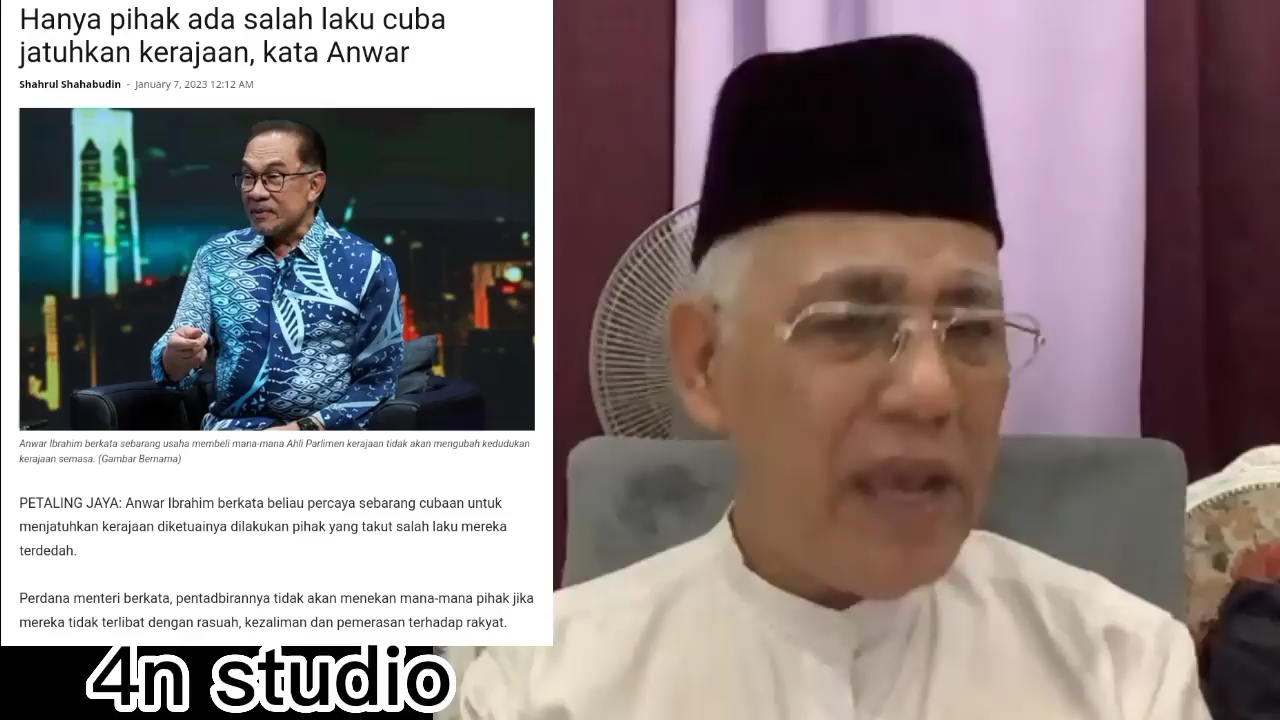 Hanya pihak ada salah laku cuba
jatuhkan kerajaan, kata Anwar
Shahrul Shahabudin - January 7, 2023 12:12 AM
Anwar Ibrahim berkata sebarang usaha membeli mana-mana Ahli Parlimen kerajaan tidak akan mengubah kedudukan
kerajaan semasa. (Gambar Bernama)
PETALING JAYA: Anwar Ibrahim berkata beliau percaya sebarang cubaan untuk
menjatuhkan kerajaan diketuainya dilakukan pihak yang takut salah laku mereka
terdedah.
Perdana menteri berkata, pentadbirannya tidak akan menekan mana-mana pihak jika
mereka tidak terlibat dengan rasuah, kezaliman dan pemerasan terhadap rakyat.
4n studio